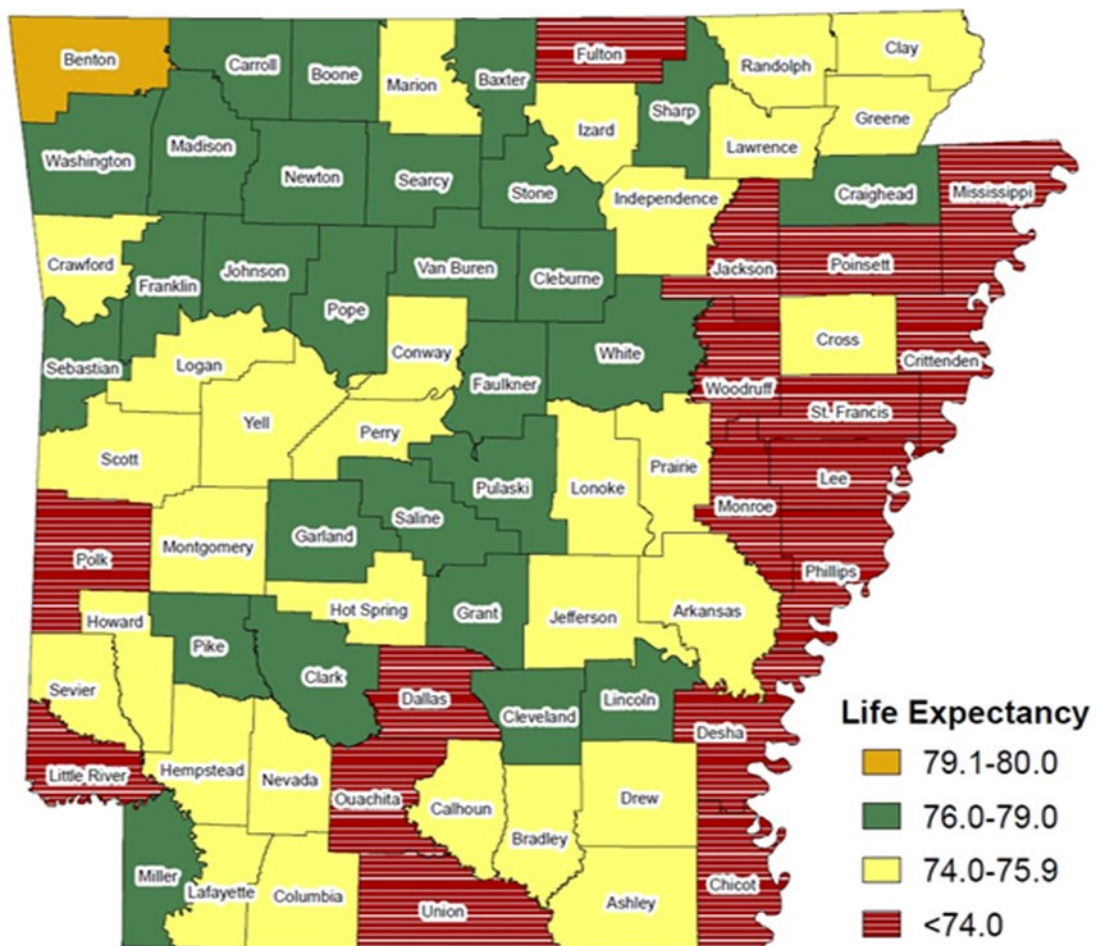 Benton
Carroll
Boone
Marion
Baxter
Fulton
Randolph
Clay
Izard
Sharp
Lawrence
Greene
Washington
Madison
Newton
Searcy
Stone
Independence
Craighead
Mississippi
Crawford
Franklin
Johnson
Pope
Van Buren
Cleburne
Jackson
Poinsett
Sebastian
Logan
Conway
Faulkner
White
Cross
Crittenden
Woodruff
St. Francis
Scott
Yell
Perry
Pulaski
Lonoke
Prairie
Lee
Monroe
Saline
Garland
Montgomery
Polk
Phillips
Howard
Hot Spring
Grant
Jefferson
Arkansas
Pike
Clark
Sevier
Dallas
Cleveland
Lincoln
Desha
Little River
Hempstead
Nevada
Ouachita
Calhoun
Bradley
Drew
Miller
Lafayette
Columbia
Union
Ashley
Chicot
Life Expectancy
79.1-80.0
76.0-79.0
74.0-75.9
<74.0